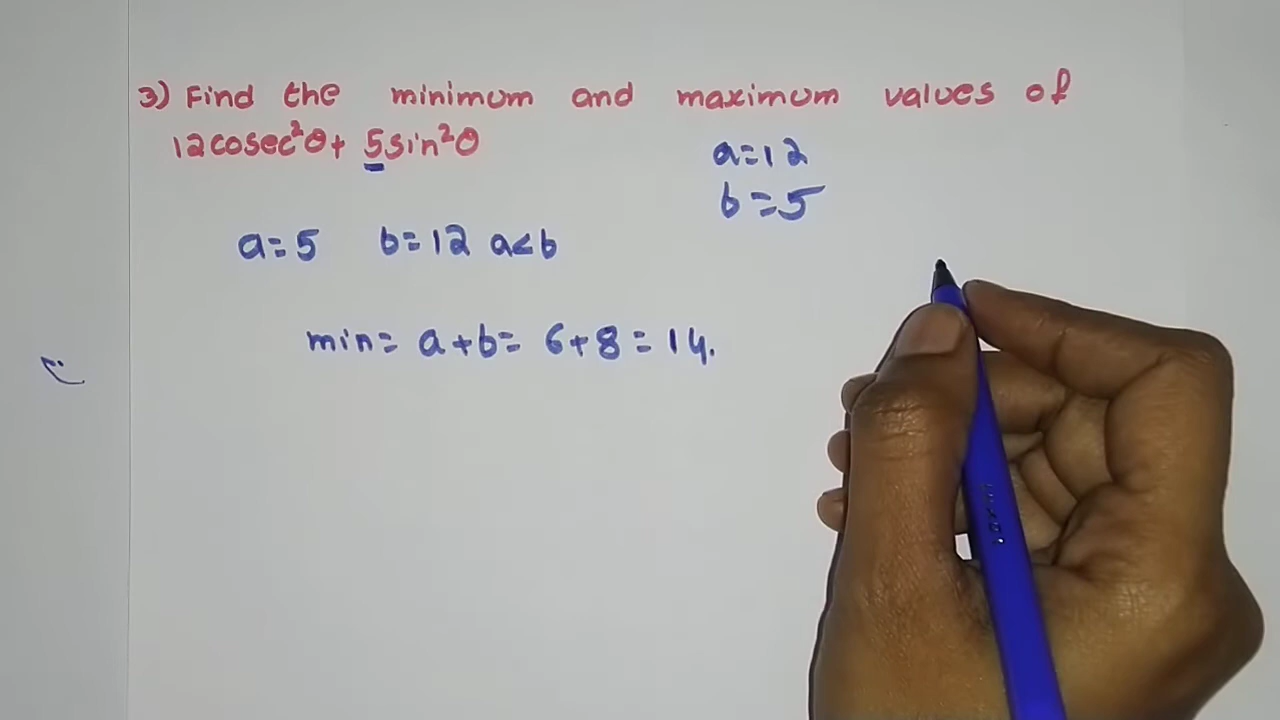 3) Find the minimum and maximum values of
12cosec²θ+ 5sin²θ
a=12
b=5
a=5 b=12 a<b
min= a+b= 6+8=14.